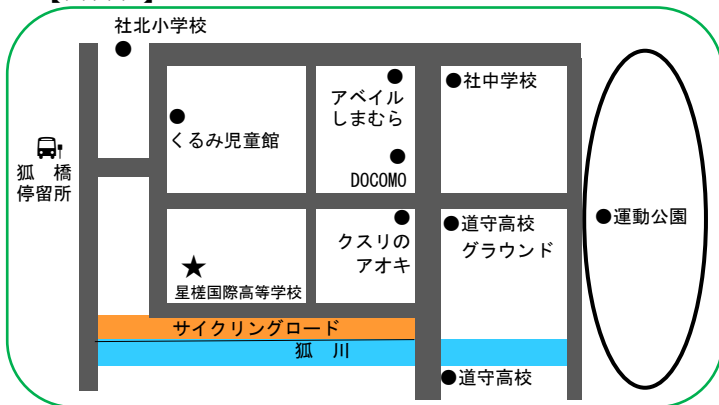 社北小学校
アベイル
しまむら
●社中学校
くるみ児童館
狐 橋
停留所
DOCOMO
クスリの
アオキ
●道守高校
グラウンド
●運動公園
★
星槎国際高等学校
サイクリングロード
狐 川
●道守高校